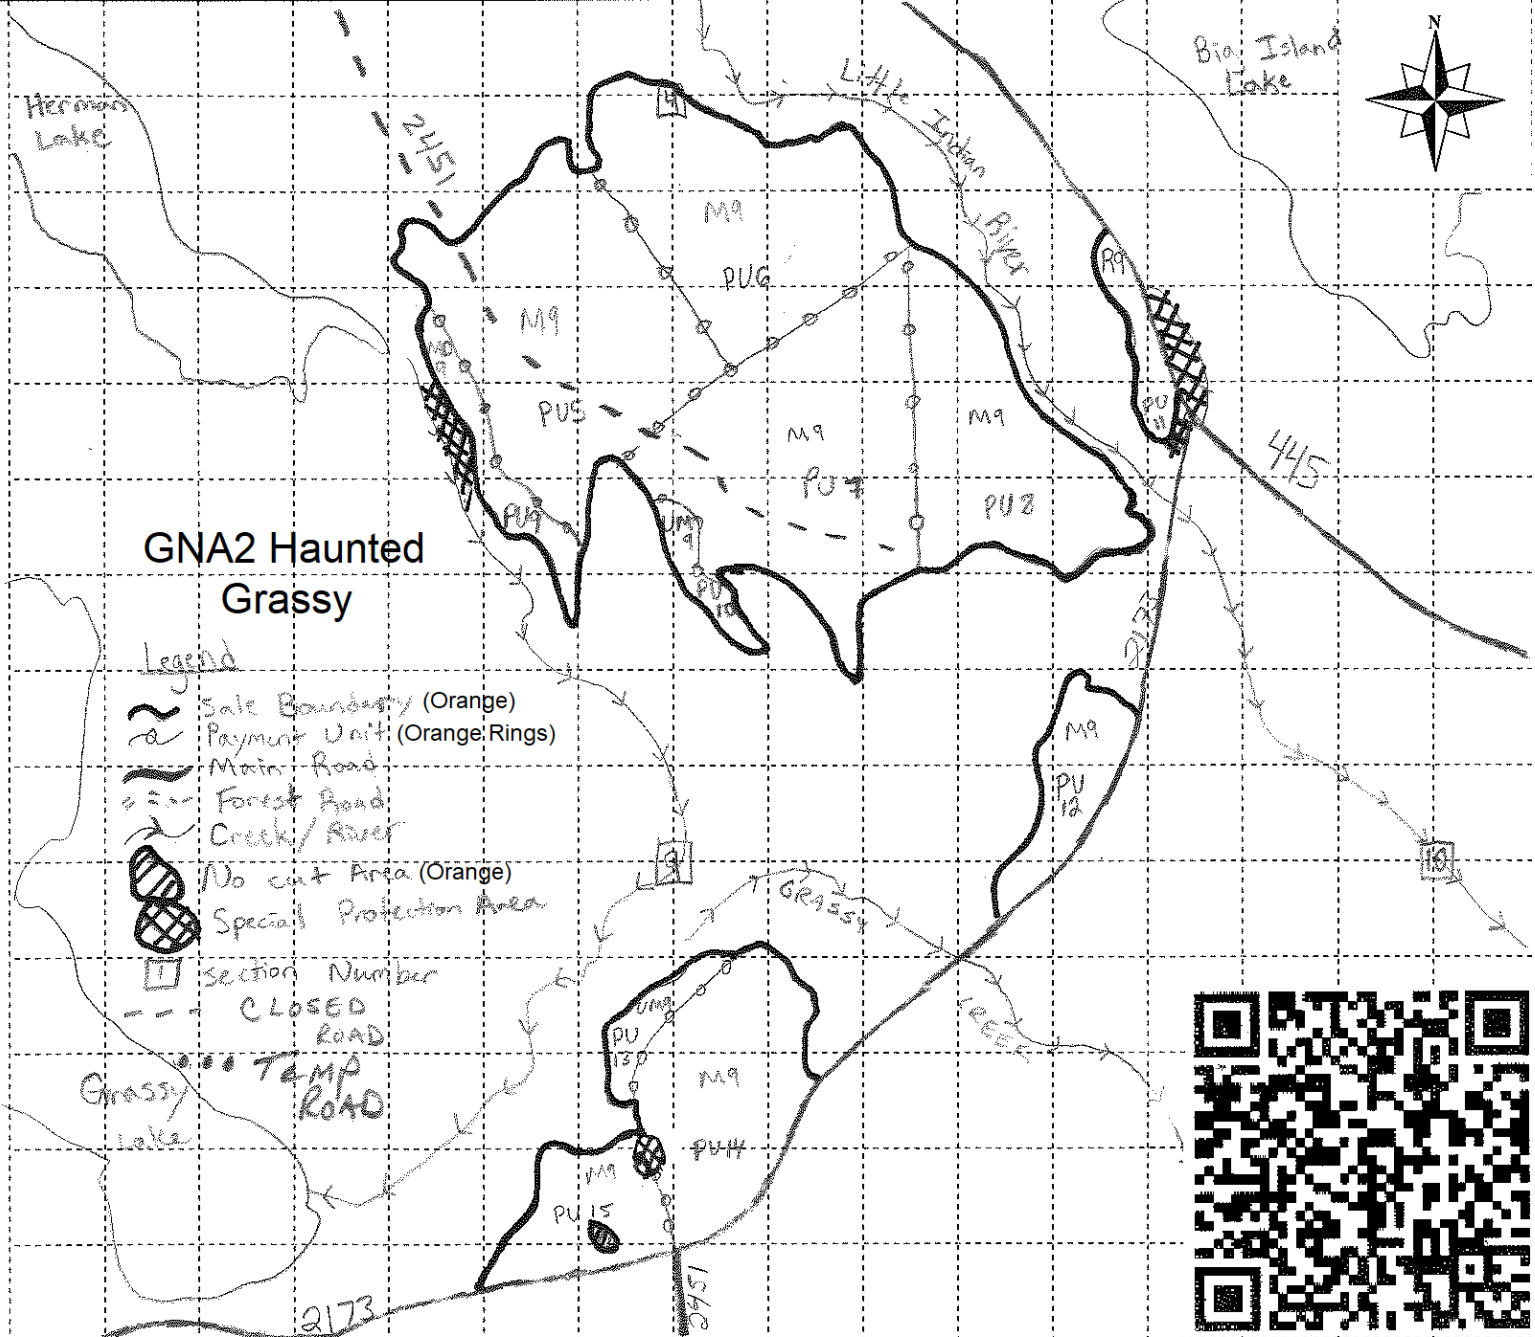 N
Herman
Lake
2451
4
Little
Indian
River
Big Island
Lake
M9
PU6
R9
M9
MD
9
PU5
M9
M9
PU
11
445
PU7
PU8
PU9
UM
9
PU
10
GNA2 Haunted
Grassy
2173
Legend
Sale Boundary (Orange)
Payment Unit (Orange Rings)
Main Road
Forest Road
Creek/River
No cut Area (Orange)
Special Protection Area
1 section Number
CLOSED
ROAD
TEMP
ROAD
M9
PU
12
9
10
GRASSY
CREEK
UM9
PU
13
M9
Grassy
Lake
PU14
M9
PU 15
2173
2451